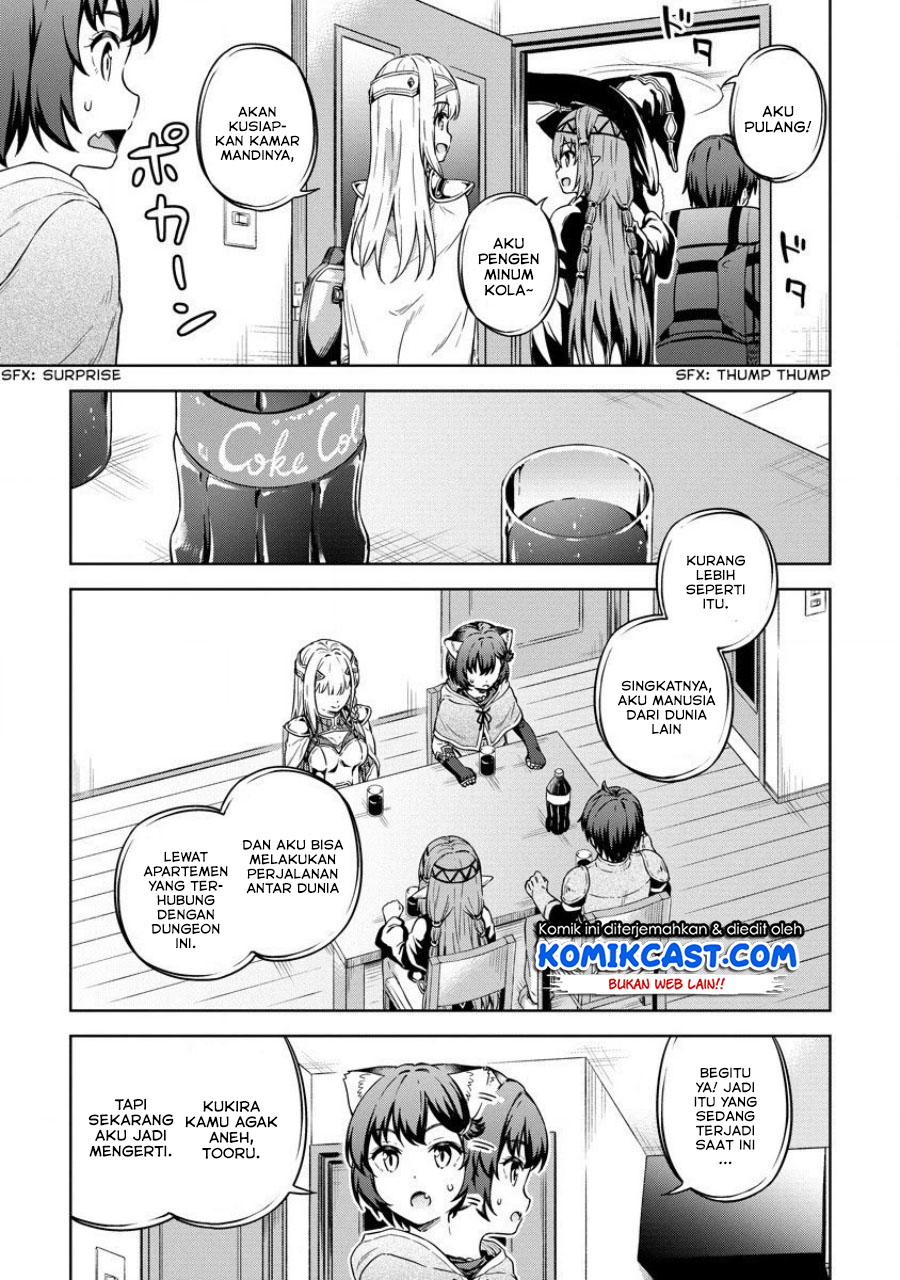 ドタ
AKU
PULANG!
AKAN
KUSIAP-
KAN KAMAR
MANDINYA,
AKU
PENGEN
MINUM
KOLA~
ドタ
ポカーン
SFX: SURPRISE
SFX: THUMP THUMP
Coke Col
KURANG
LEBIH
SEPERTI
ITU.
SINGKATNYA,
AKU MANUSIA
DARI DUNIA
LAIN
DAN AKU BISA
MELAKUKAN
PERJALANAN
ANTAR DUNIA
LEWAT
APARTEMEN
YANG TER-
HUBUNG
DENGAN
DUNGEON
INI.
Komik ini diterjemahkan & diedit oleh
KOMIKCAST.COM
BUKAN WEB LAIN!!
BEGITU
YA! JADI
ITU YANG
SEDANG
TERJADI
SAAT INI
...
KUKIRA
KAMU AGAK
ANEH,
TOORU.
TAPI
SEKARANG
AKU JADI
MENGERTI.